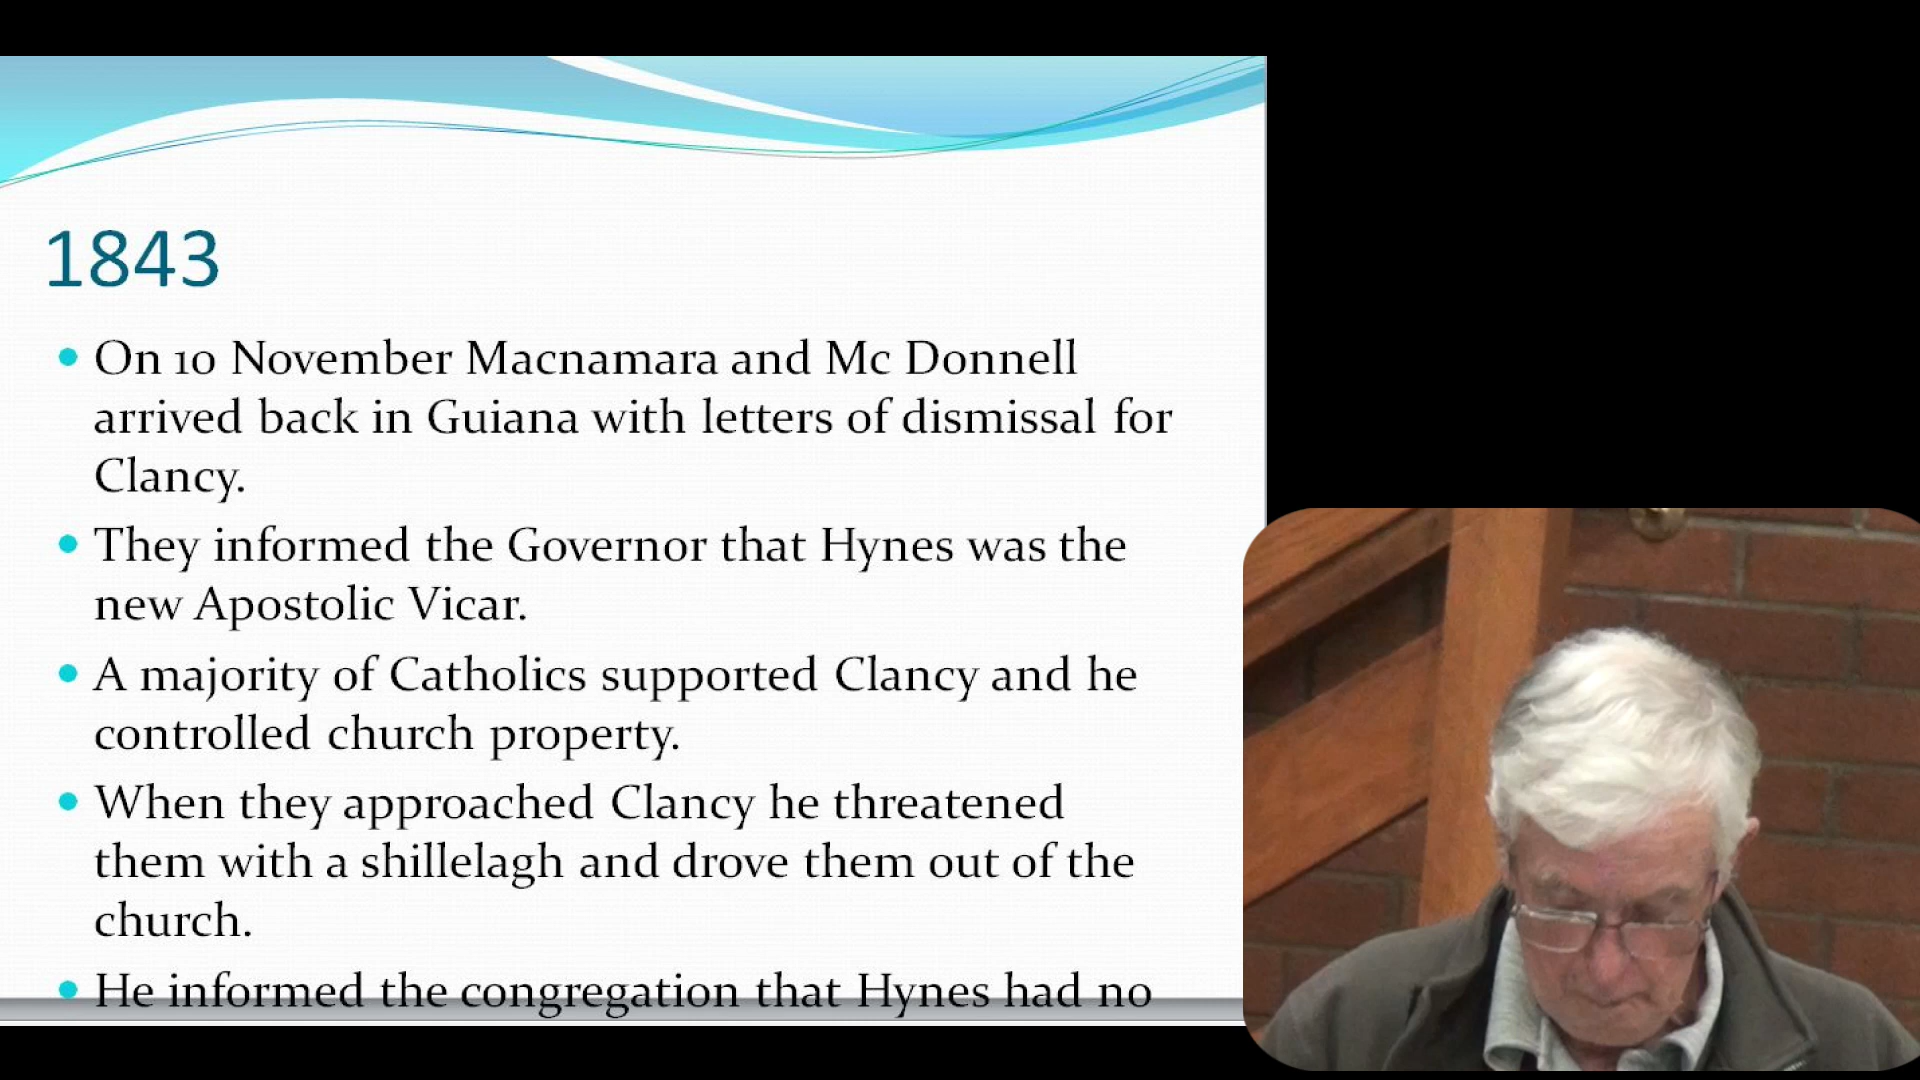 1843
On 10 November Macnamara and Mc Donnell
arrived back in Guiana with letters of dismissal for
Clancy.
They informed the Governor that Hynes was the
new Apostolic Vicar.
A majority of Catholics supported Clancy and he
controlled church property.
When they approached Clancy he threatened
them with a shillelagh and drove them out of the
church.
He informed the congregation that Hynes had no